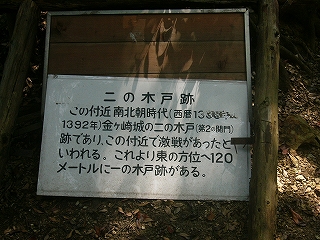 二の木戸跡
この付近南北朝時代(西暦13
1392年)金ヶ崎城の二の木戸(第2の関門)
跡であり、この付近で激戦があったと
いわれる。これより東の方位へ120
メートルに一の木戸跡がある。